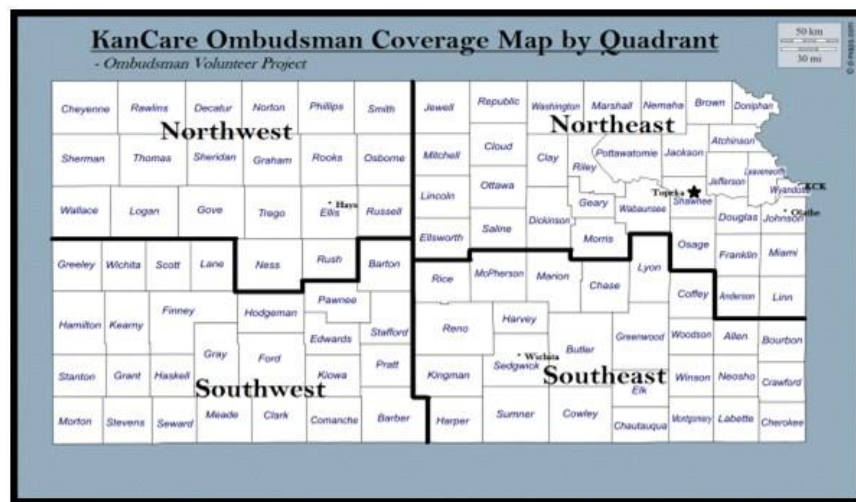 KanCare Ombudsman Coverage Map by Quadrant
- Ombudsman Volunteer Project
50 km
30 mi
© d-maps.com
Cheyenne Rawlins Decatur Norton Phillips Smith Jewell Republic Washington Marshall Nemaha Brown Doniphan
Northwest Northeast
Sherman Thomas Sheridan Graham Rooks Osborne Mitchell Cloud Clay Riley Pottawatomie Jackson Atchinson
Jefferson Leavenworth Wyandotte KCK
Topeka
Wallace Logan Gove Trego Ellis Hays Russell Lincoln Ottawa Geary Wabaunsee Shawnee Douglas Johnson Olathe
Ellsworth Saline Dickinson Morris Osage Franklin Miami
Greeley Wichita Scott Lane Ness Rush Barton Rice McPherson Marion Chase Lyon Coffey Anderson Linn
Hamilton Kearny Finney Hodgeman Pawnee Edwards Stafford Reno Harvey Greenwood Woodson Allen Bourbon
Gray Ford Kiowa Pratt Kingman Sedgwick Wichita Butler
Stanton Grant Haskell Elk Winson Neosho Crawford
Southwest Southeast
Morton Stevens Seward Meade Clark Comanche Barber Harper Sumner Cowley Chautauqua Montgomery Labette Cherokee